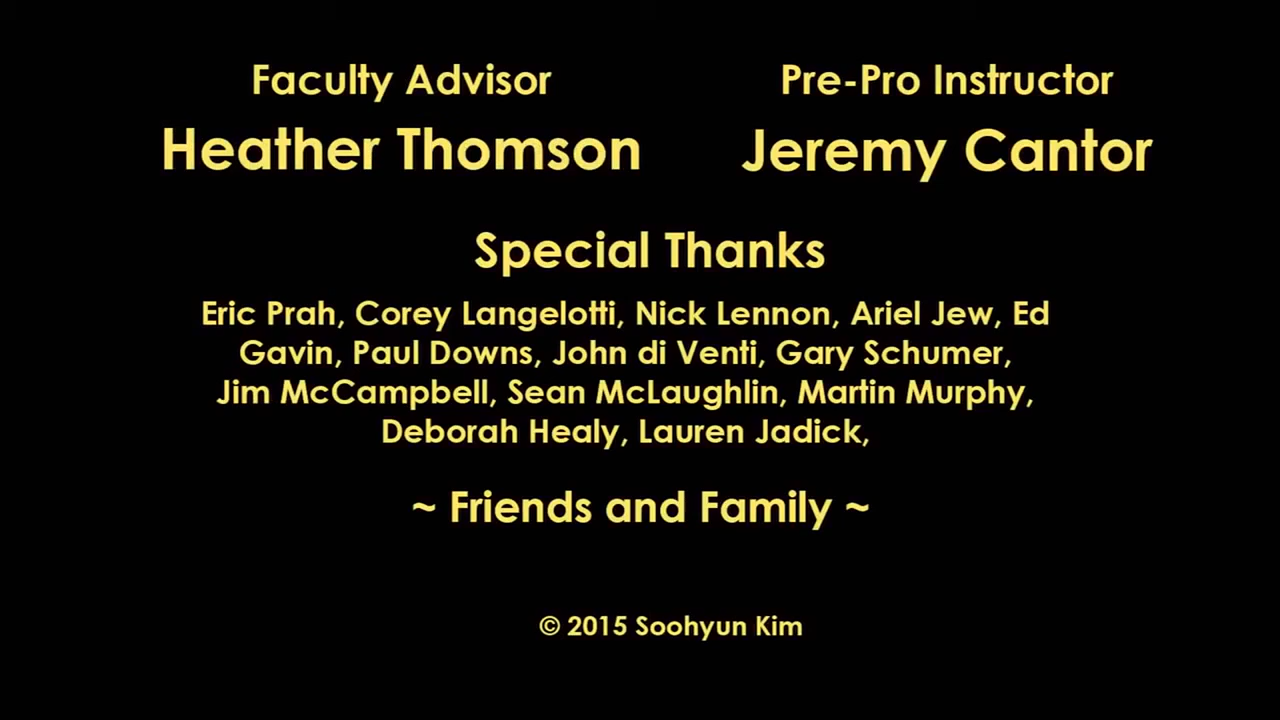 Faculty Advisor
Heather Thomson
Pre-Pro Instructor
Jeremy Cantor
Special Thanks
Eric Prah, Corey Langelotti, Nick Lennon, Ariel Jew, Ed
Gavin, Paul Downs, John di Venti, Gary Schumer,
Jim McCampbell, Sean McLaughlin, Martin Murphy,
Deborah Healy, Lauren Jadick,
~ Friends and Family ~
© 2015 Soohyun Kim